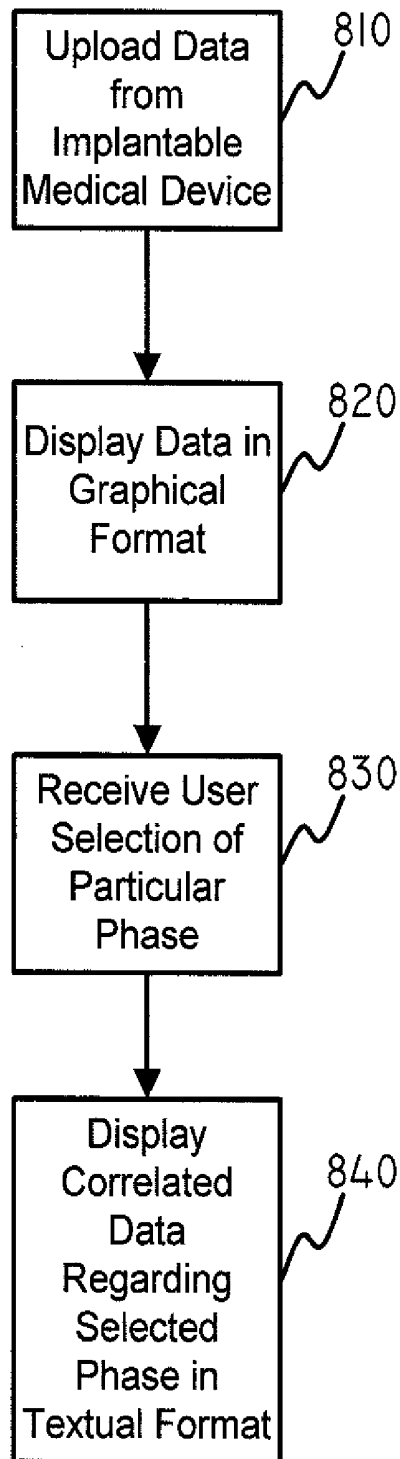 Upload Data
from
Implantable
Medical Device
810
Display Data in
Graphical
Format
820
Receive User
Selection of
Particular
Phase
830
Display
Correlated
Data
Regarding
Selected
Phase in
Textual Format
840